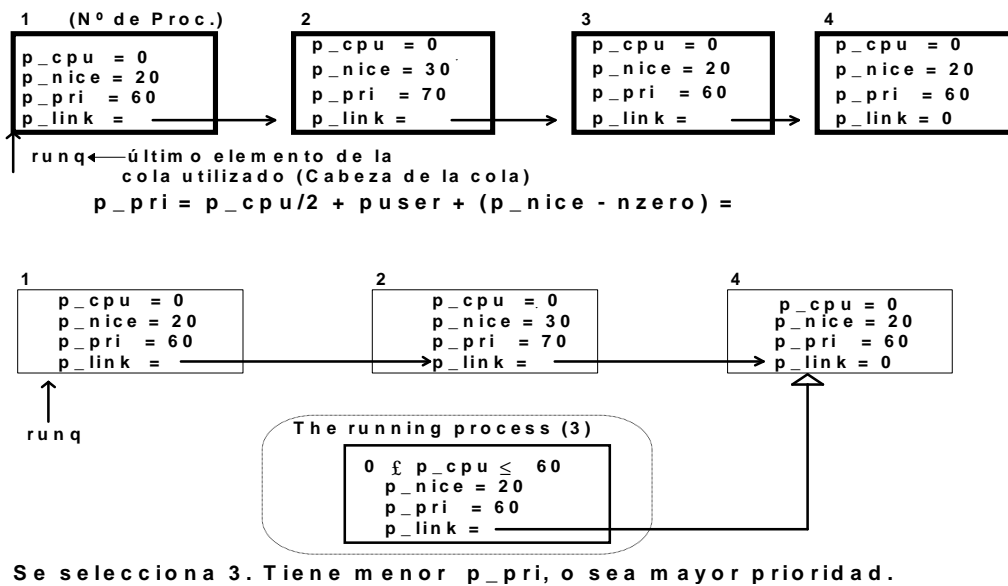 1 (Nº de Proc.)
p_cpu = 0
p_nice = 20
p_pri = 60
p_link =
2
p_cpu = 0
p_nice = 30
p_pri = 70
p_link =
3
p_cpu = 0
p_nice = 20
p_pri = 60
p_link =
4
p_cpu = 0
p_nice = 20
p_pri = 60
p_link = 0
runq último elemento de la
cola utilizado (Cabeza de la cola)
p_pri = p_cpu/2 + puser + (p_nice - nzero) =
1
p_cpu = 0
p_nice = 20
p_pri = 60
p_link =
2
p_cpu = 0
p_nice = 30
p_pri = 70
p_link =
4
p_cpu = 0
p_nice = 20
p_pri = 60
p_link = 0
runq
The running process (3)
0 £ p_cpu ≤ 60
p_nice = 20
p_pri = 60
p_link =
Se selecciona 3. Tiene menor p_pri, o sea mayor prioridad.